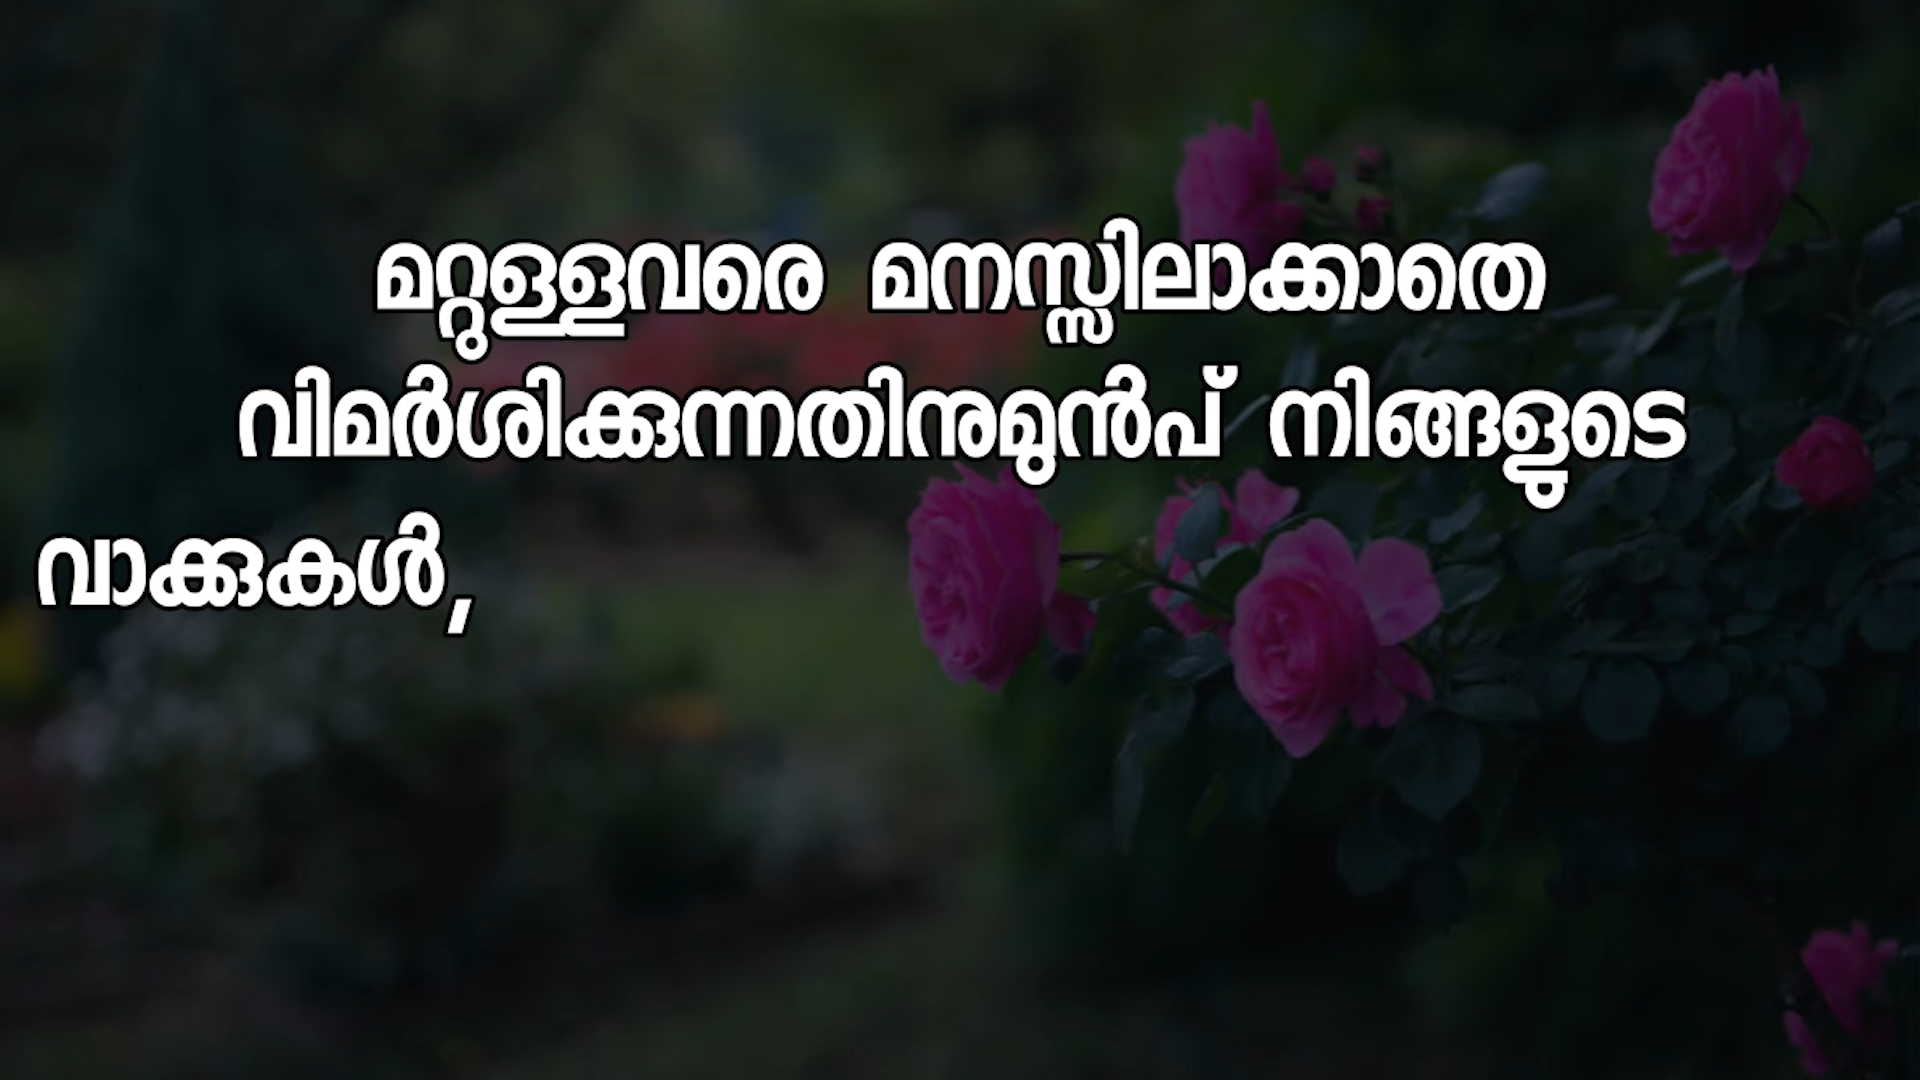 മറ്റുള്ളവരെ മനസ്സിലാക്കാതെ
വിമർശിക്കുന്നതിനുമുൻപ് നിങ്ങളുടെ
വാക്കുകൾ,